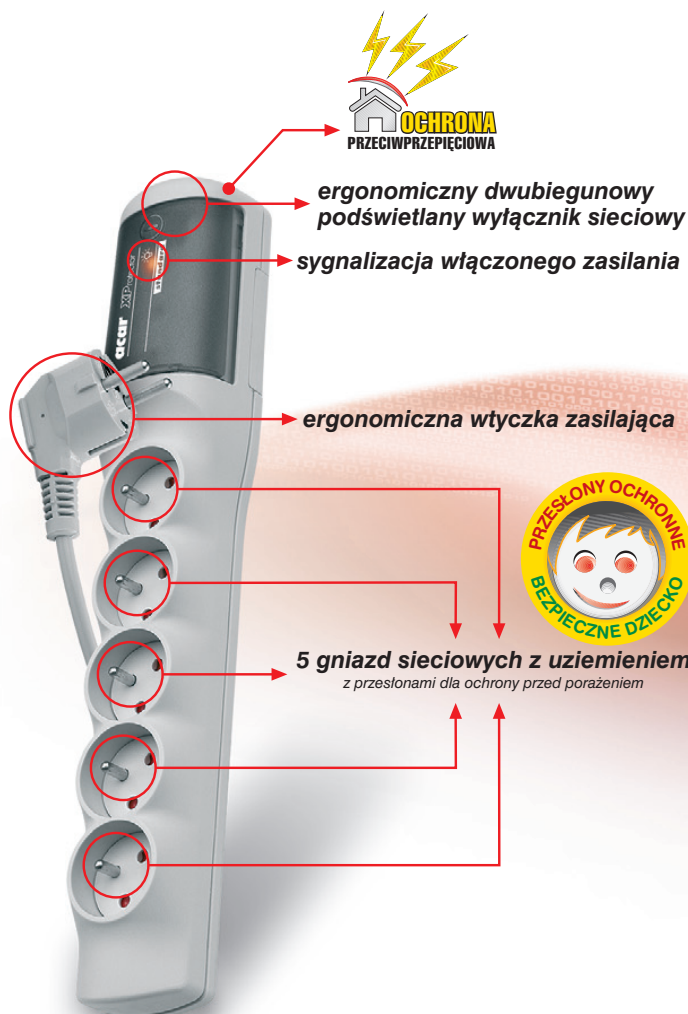 OCHRONA
PRZECIWPRZEPIĘCIOWA
ergonomiczny dwubiegunowy
podświetlany wyłącznik sieciowy
sygnalizacja włączonego zasilania
acar XProtector
ergonomiczna wtyczka zasilająca
PRZESŁONY OCHRONNE
BEZPIECZNE DZIECKO
5 gniazd sieciowych z uziemieniem
z przesłonami dla ochrony przed porażeniem